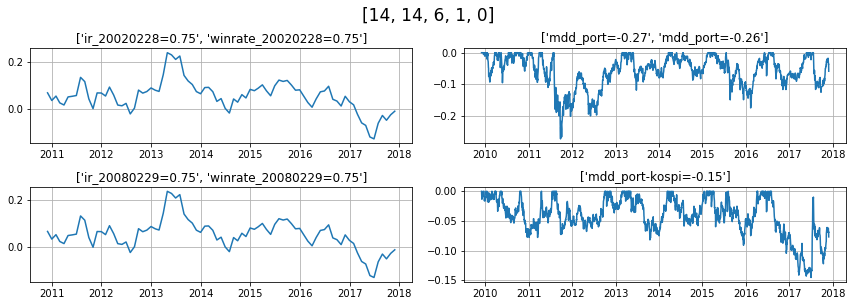 [14, 14, 6, 1, 0]
['ir_20020228=0.75', 'winrate_20020228=0.75']
0.2
0.0
2011 2012 2013 2014 2015 2016 2017 2018
['mdd_port=-0.27', 'mdd_port=-0.26']
0.0
−0.1
−0.2
2010 2011 2012 2013 2014 2015 2016 2017 2018
['ir_20080229=0.75', 'winrate_20080229=0.75']
0.2
0.0
2011 2012 2013 2014 2015 2016 2017 2018
['mdd_port-kospi=-0.15']
0.00
−0.05
−0.10
−0.15
2010 2011 2012 2013 2014 2015 2016 2017 2018